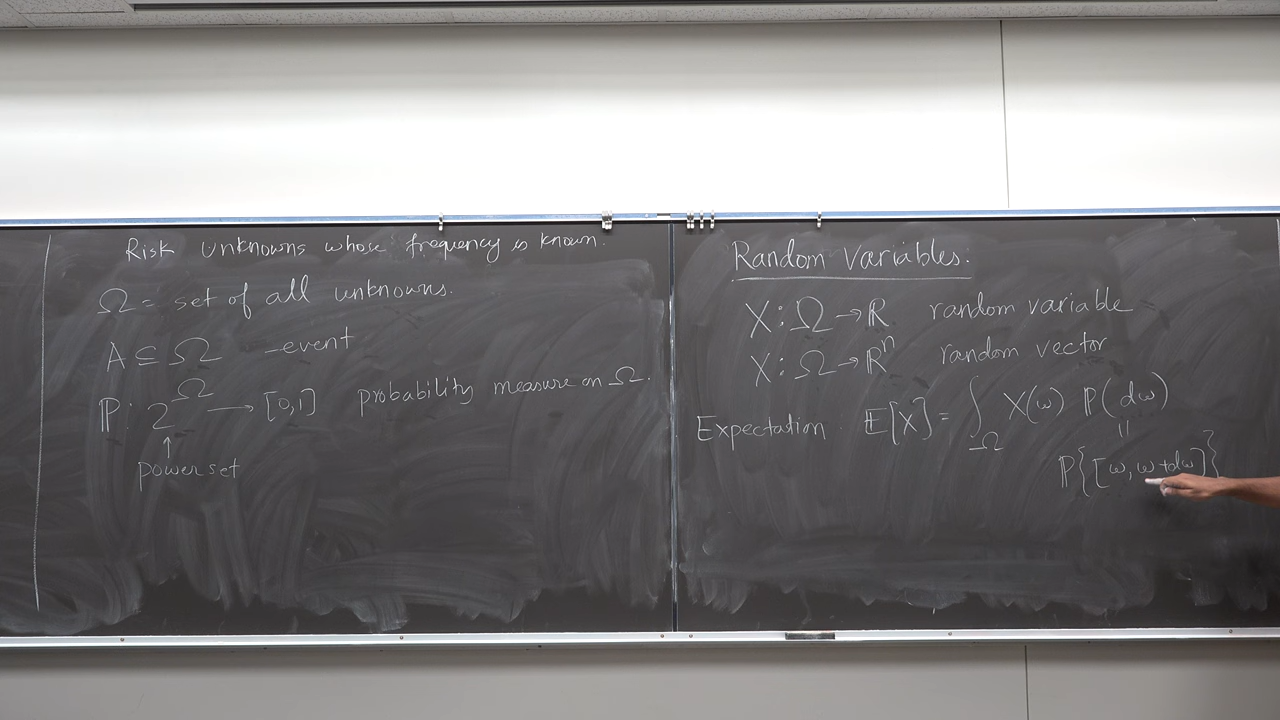 Risk unknowns whose frequency is known.
Ω = set of all unknowns.
A ⊆ Ω - event
ℙ: 2^Ω → [0,1] probability measure on Ω.
↑
power set
Random Variables:
X: Ω → ℝ random variable
X: Ω → ℝ^n random vector
Expectation 𝔼[X] = ∫_Ω X(ω) ℙ(dω)
||
ℙ{[ω, ω+dω]}